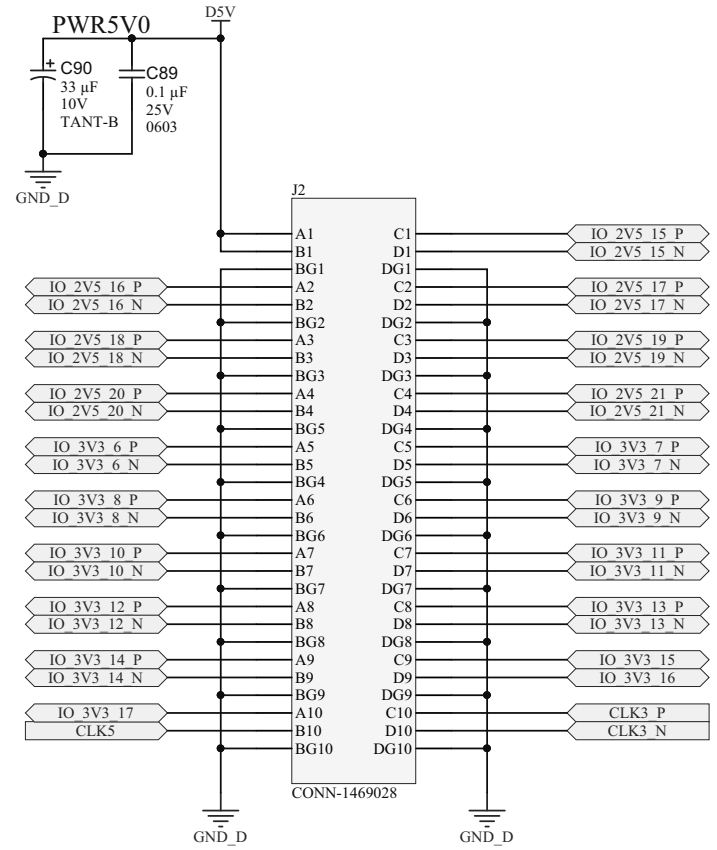 D5V
PWR5V0
+ C90
33 µF
10V
TANT-B
C89
0.1 µF
25V
0603
GND_D
J2
A1 C1 IO_2V5_15_P
B1 D1 IO_2V5_15_N
BG1 DG1
IO_2V5_16_P A2 C2 IO_2V5_17_P
IO_2V5_16_N B2 D2 IO_2V5_17_N
BG2 DG2
IO_2V5_18_P A3 C3 IO_2V5_19_P
IO_2V5_18_N B3 D3 IO_2V5_19_N
BG3 DG3
IO_2V5_20_P A4 C4 IO_2V5_21_P
IO_2V5_20_N B4 D4 IO_2V5_21_N
BG5 DG4
IO_3V3_6_P A5 C5 IO_3V3_7_P
IO_3V3_6_N B5 D5 IO_3V3_7_N
BG4 DG5
IO_3V3_8_P A6 C6 IO_3V3_9_P
IO_3V3_8_N B6 D6 IO_3V3_9_N
BG6 DG6
IO_3V3_10_P A7 C7 IO_3V3_11_P
IO_3V3_10_N B7 D7 IO_3V3_11_N
BG7 DG7
IO_3V3_12_P A8 C8 IO_3V3_13_P
IO_3V3_12_N B8 D8 IO_3V3_13_N
BG8 DG8
IO_3V3_14_P A9 C9 IO_3V3_15
IO_3V3_14_N B9 D9 IO_3V3_16
BG9 DG9
IO_3V3_17 A10 C10 CLK3_P
CLK5 B10 D10 CLK3_N
BG10 DG10
CONN-1469028
GND_D GND_D